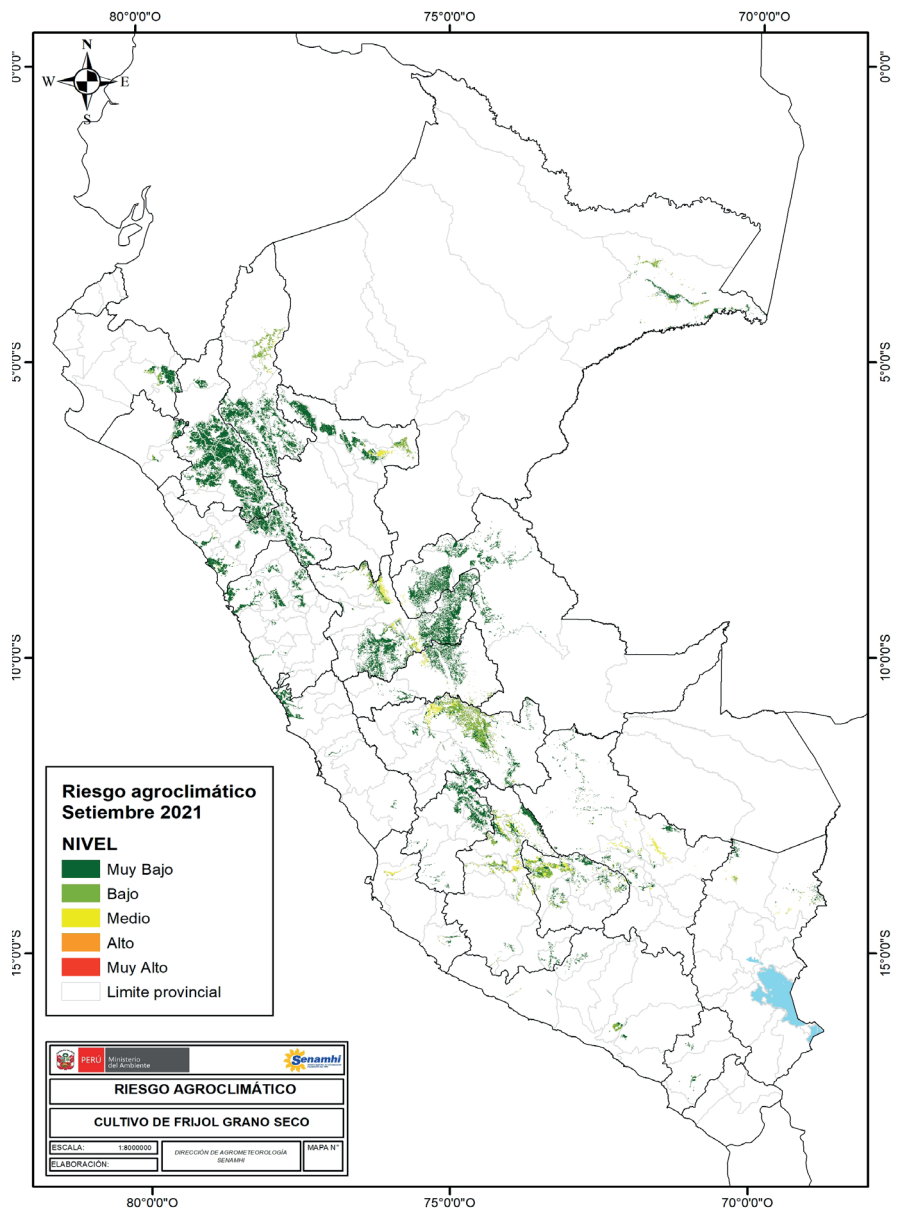 80°0'0"O
75°0'0"O
70°0'0"O
N
W
E
S
0°0'0"
0°0'0"
5°0'0"S
5°0'0"S
10°0'0"S
10°0'0"S
15°0'0"S
15°0'0"S
Riesgo agroclimático
Setiembre 2021
NIVEL
Muy Bajo
Bajo
Medio
Alto
Muy Alto
Limite provincial
PERÚ
Ministerio
del Ambiente
Senamhi
RIESGO AGROCLIMÁTICO
CULTIVO DE FRIJOL GRANO SECO
ESCALA: 1:8000000
DIRECCIÓN DE AGROMETEOROLOGÍA
SENAMHI
MAPA N°
ELABORACIÓN:
80°0'0"O
75°0'0"O
70°0'0"O